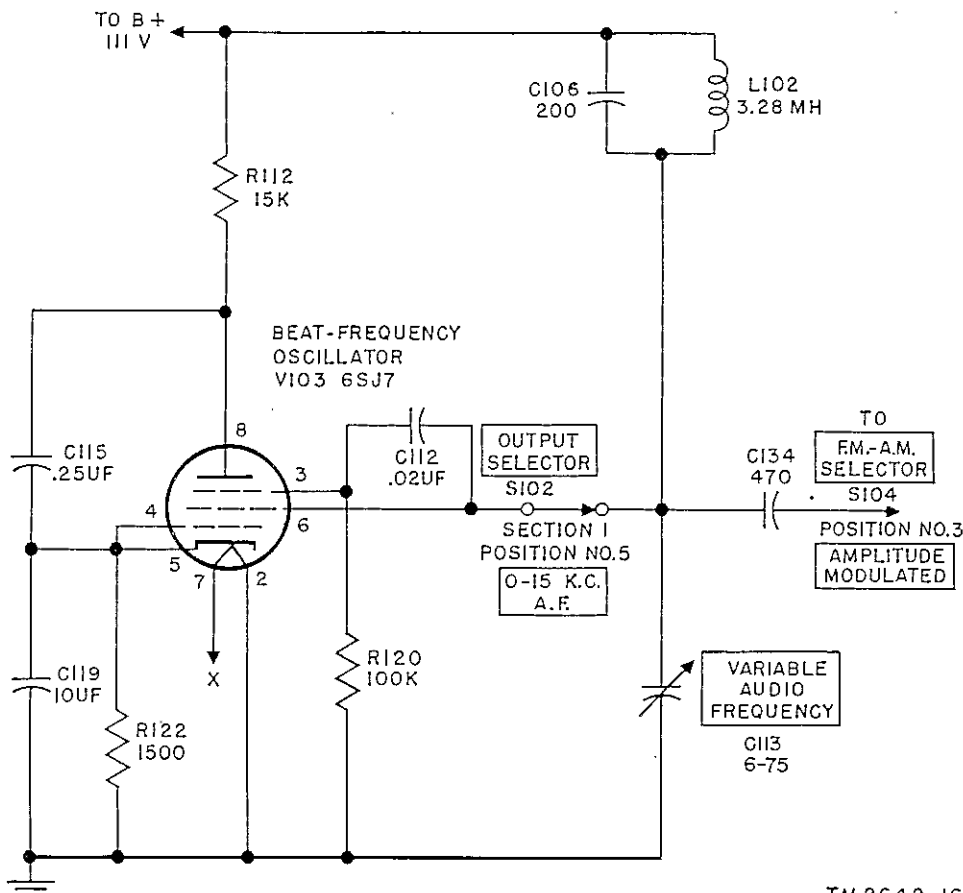 TO B+
111 V
C106
200
L102
3.28 MH
R112
15K
BEAT-FREQUENCY
OSCILLATOR
V103 6SJ7
8
C115
.25UF
4
5
7
2
3
6
C112
.02UF
OUTPUT
SELECTOR
S102
SECTION 1
POSITION NO.5
0-15 K.C.
A.F.
TO
F.M.-A.M.
SELECTOR
S104
POSITION NO.3
AMPLITUDE
MODULATED
C134
470
X
C119
10UF
R122
1500
R120
100K
VARIABLE
AUDIO
FREQUENCY
C113
6-75